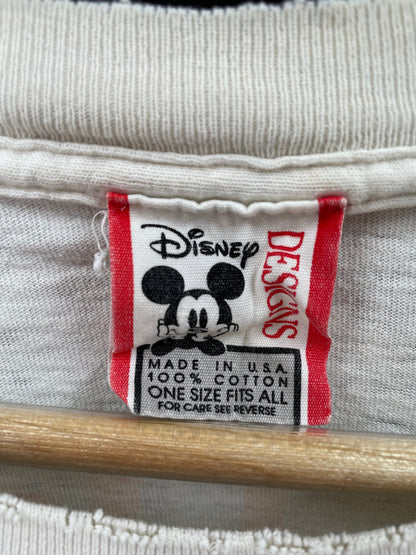 Disney
DESIGNS
MADE IN U.S.A.
100% COTTON
ONE SIZE FITS ALL
FOR CARE SEE REVERSE